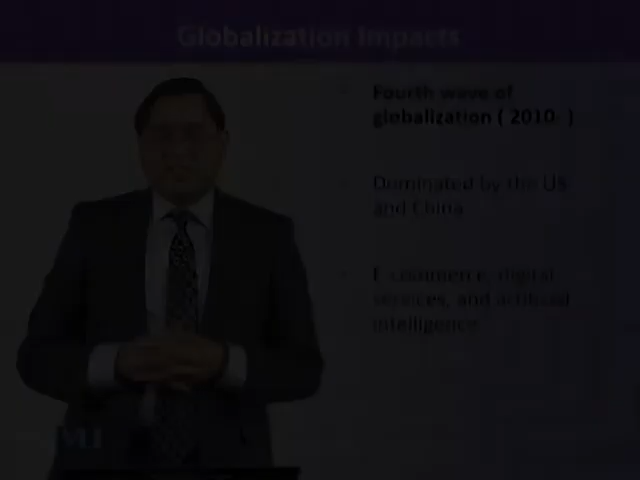 Globalization Impacts
Fourth wave of
globalization ( 2010- )
Dominated by the US
and China
E-commerce, digital
services, and artificial
intelligence